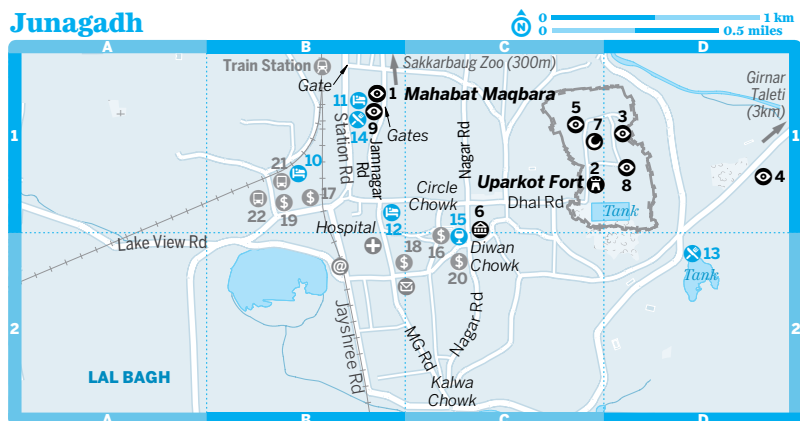 Junagadh
N
0 1 km
0 0.5 miles
A B C D
Train Station
Sakkarbaug Zoo (300m)
Gate
Girnar
Taleti
(3km)
11
1 Mahabat Maqbara
14
9
Gates
Station Rd
Jamnagar
Rd
Nagar Rd
5
7
3
1
1
21
10
2
8
4
Uparkot Fort
Circle
Chowk
Dhal Rd
Tank
22
19
17
Hospital
12
15
6
Lake View Rd
18
16
Diwan
Chowk
20
13
Tank
@
Jayshree Rd
MG Rd
Nagar Rd
2
2
LAL BAGH
Kalwa
Chowk
A B C D